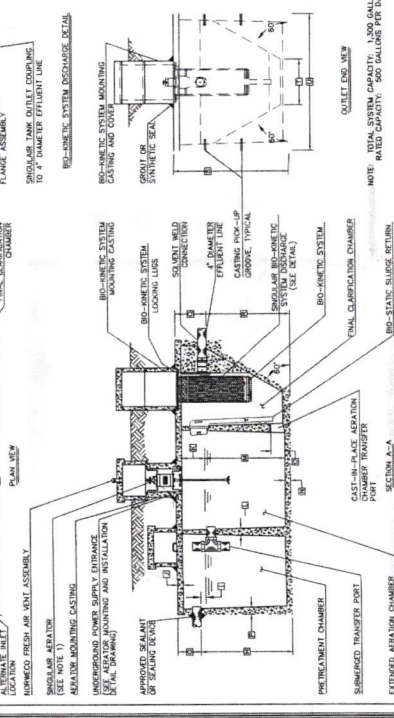 ALTERNATE INLET
LOCATION
PLAN VIEW
CHAMBER
FLANGE ASSEMBLY
SINGULAIR TANK OUTLET COUPLING
TO 4" DIAMETER EFFLUENT LINE
BIO-KINETIC SYSTEM DISCHARGE DETAIL
NORWECO FRESH AIR VENT ASSEMBLY
SINGULAIR AERATOR
(SEE NOTE 1)
AERATOR MOUNTING CASTING
UNDERGROUND POWER SUPPLY ENTRANCE
(SEE AERATOR MOUNTING AND INSTALLATION
DETAIL DRAWING)
APPROVED SEALANT
OR SEALING DEVICE
PRETREATMENT CHAMBER
SUBMERGED TRANSFER PORT
EXTENDED AERATION CHAMBER
BIO-KINETIC SYSTEM
MOUNTING CASTING
BIO-KINETIC SYSTEM
LOCKING LUGS
SOLVENT WELD
CONNECTION
4" DIAMETER
EFFLUENT LINE
CASTING PICK-UP
GROOVE, TYPICAL
SINGULAIR BIO-KINETIC
SYSTEM DISCHARGE
(SEE DETAIL)
BIO-KINETIC SYSTEM
FINAL CLARIFICATION CHAMBER
BIO-STATIC SLUDGE RETURN
60°
CAST-IN-PLACE AERATION
CHAMBER TRANSFER
PORT
SECTION A-A
BIO-KINETIC SYSTEM MOUNTING
CASTING AND COVER
GROUT OR
SYNTHETIC SEAL
60°
60°
OUTLET END VIEW
NOTE: TOTAL SYSTEM CAPACITY: 1,300 GALL
RATED CAPACITY: 500 GALLONS PER DA